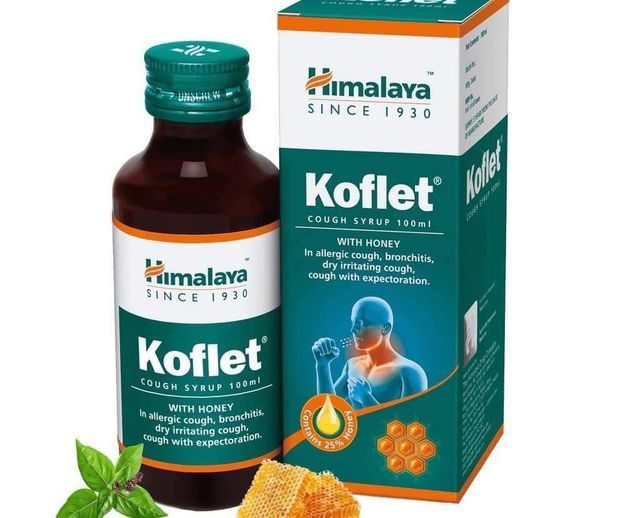 UNSCREW
Himalaya
SINCE 1930
Koflet®
COUGH SYRUP 100ml
WITH HONEY
In allergic cough, bronchitis,
dry irritating cough,
cough with expectoration.
Himalaya™
SINCE 1930
Koflet®
COUGH SYRUP 100ml
WITH HONEY
In allergic cough, bronchitis,
dry irritating cough,
cough with expectoration.
Contains 25% Honey
Koflet®